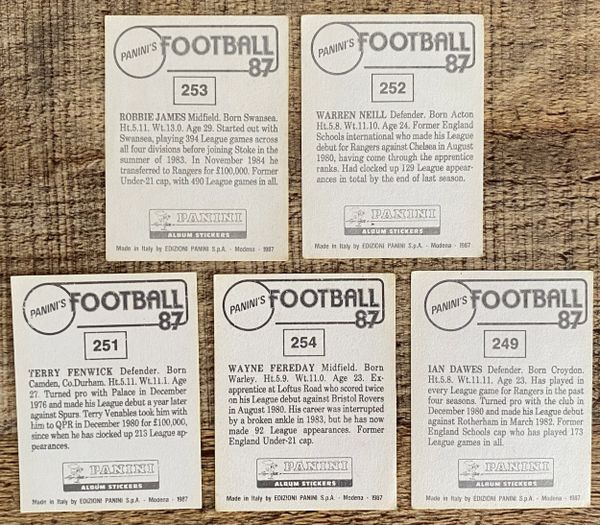 PANINI'S FOOTBALL 87
253
ROBBIE JAMES Midfield. Born Swansea.
Ht.5.11. Wt.13.0. Age 29. Started out with
Swansea, playing 394 League games across
all four divisions before joining Stoke in the
summer of 1983. In November 1984 he
transferred to Rangers for £100,000. Former
Under-21 cap, with 490 League games in all.
PANINI
ALBUM STICKERS
Made in Italy by EDIZIONI PANINI S.p.A. - Modena - 1987
PANINI'S FOOTBALL 87
252
WARREN NEILL Defender. Born Acton
Ht.5.8. Wt.11.10. Age 24. Former England
Schools international who made his League
debut for Rangers against Chelsea in August
1980, having come through the apprentice
ranks. Had clocked up 129 League appear-
ances in total by the end of last season.
PANINI
ALBUM STICKERS
Made in Italy by EDIZIONI PANINI S.p.A. - Modena - 1987
PANINI'S FOOTBALL 87
251
TERRY FENWICK Defender. Born
Camden, Co.Durham. Ht.5.11. Wt.11.1. Age
27. Turned pro with Palace in December
1976 and made his League debut a year later
against Spurs. Terry Venables took him with
him to QPR in December 1980 for £100,000,
since when he has clocked up 213 League ap-
pearances.
PANINI
ALBUM STICKERS
Made in Italy by EDIZIONI PANINI S.p.A. - Modena - 1987
PANINI'S FOOTBALL 87
254
WAYNE FEREDAY Midfield. Born
Warley. Ht.5.9. Wt.11.0. Age 23. Ex-
apprentice at Loftus Road who scored twice
on his League debut against Bristol Rovers
in August 1980. His career was interrupted
by a broken ankle in 1983, but he has now
made 92 League appearances. Former
England Under-21 cap.
PANINI
ALBUM STICKERS
Made in Italy by EDIZIONI PANINI S.p.A. - Modena - 1987
PANINI'S FOOTBALL 87
249
IAN DAWES Defender. Born Croydon.
Ht.5.8. Wt.11.11. Age 23. Has played in
every League game for Rangers in the past
four seasons. Turned pro with the club in
December 1980 and made his League debut
against Rotherham in March 1982. Former
England Schools cap who has played 173
League games in all.
PANINI
ALBUM STICKERS
Made in Italy by EDIZIONI PANINI S.p.A. - Modena - 1987